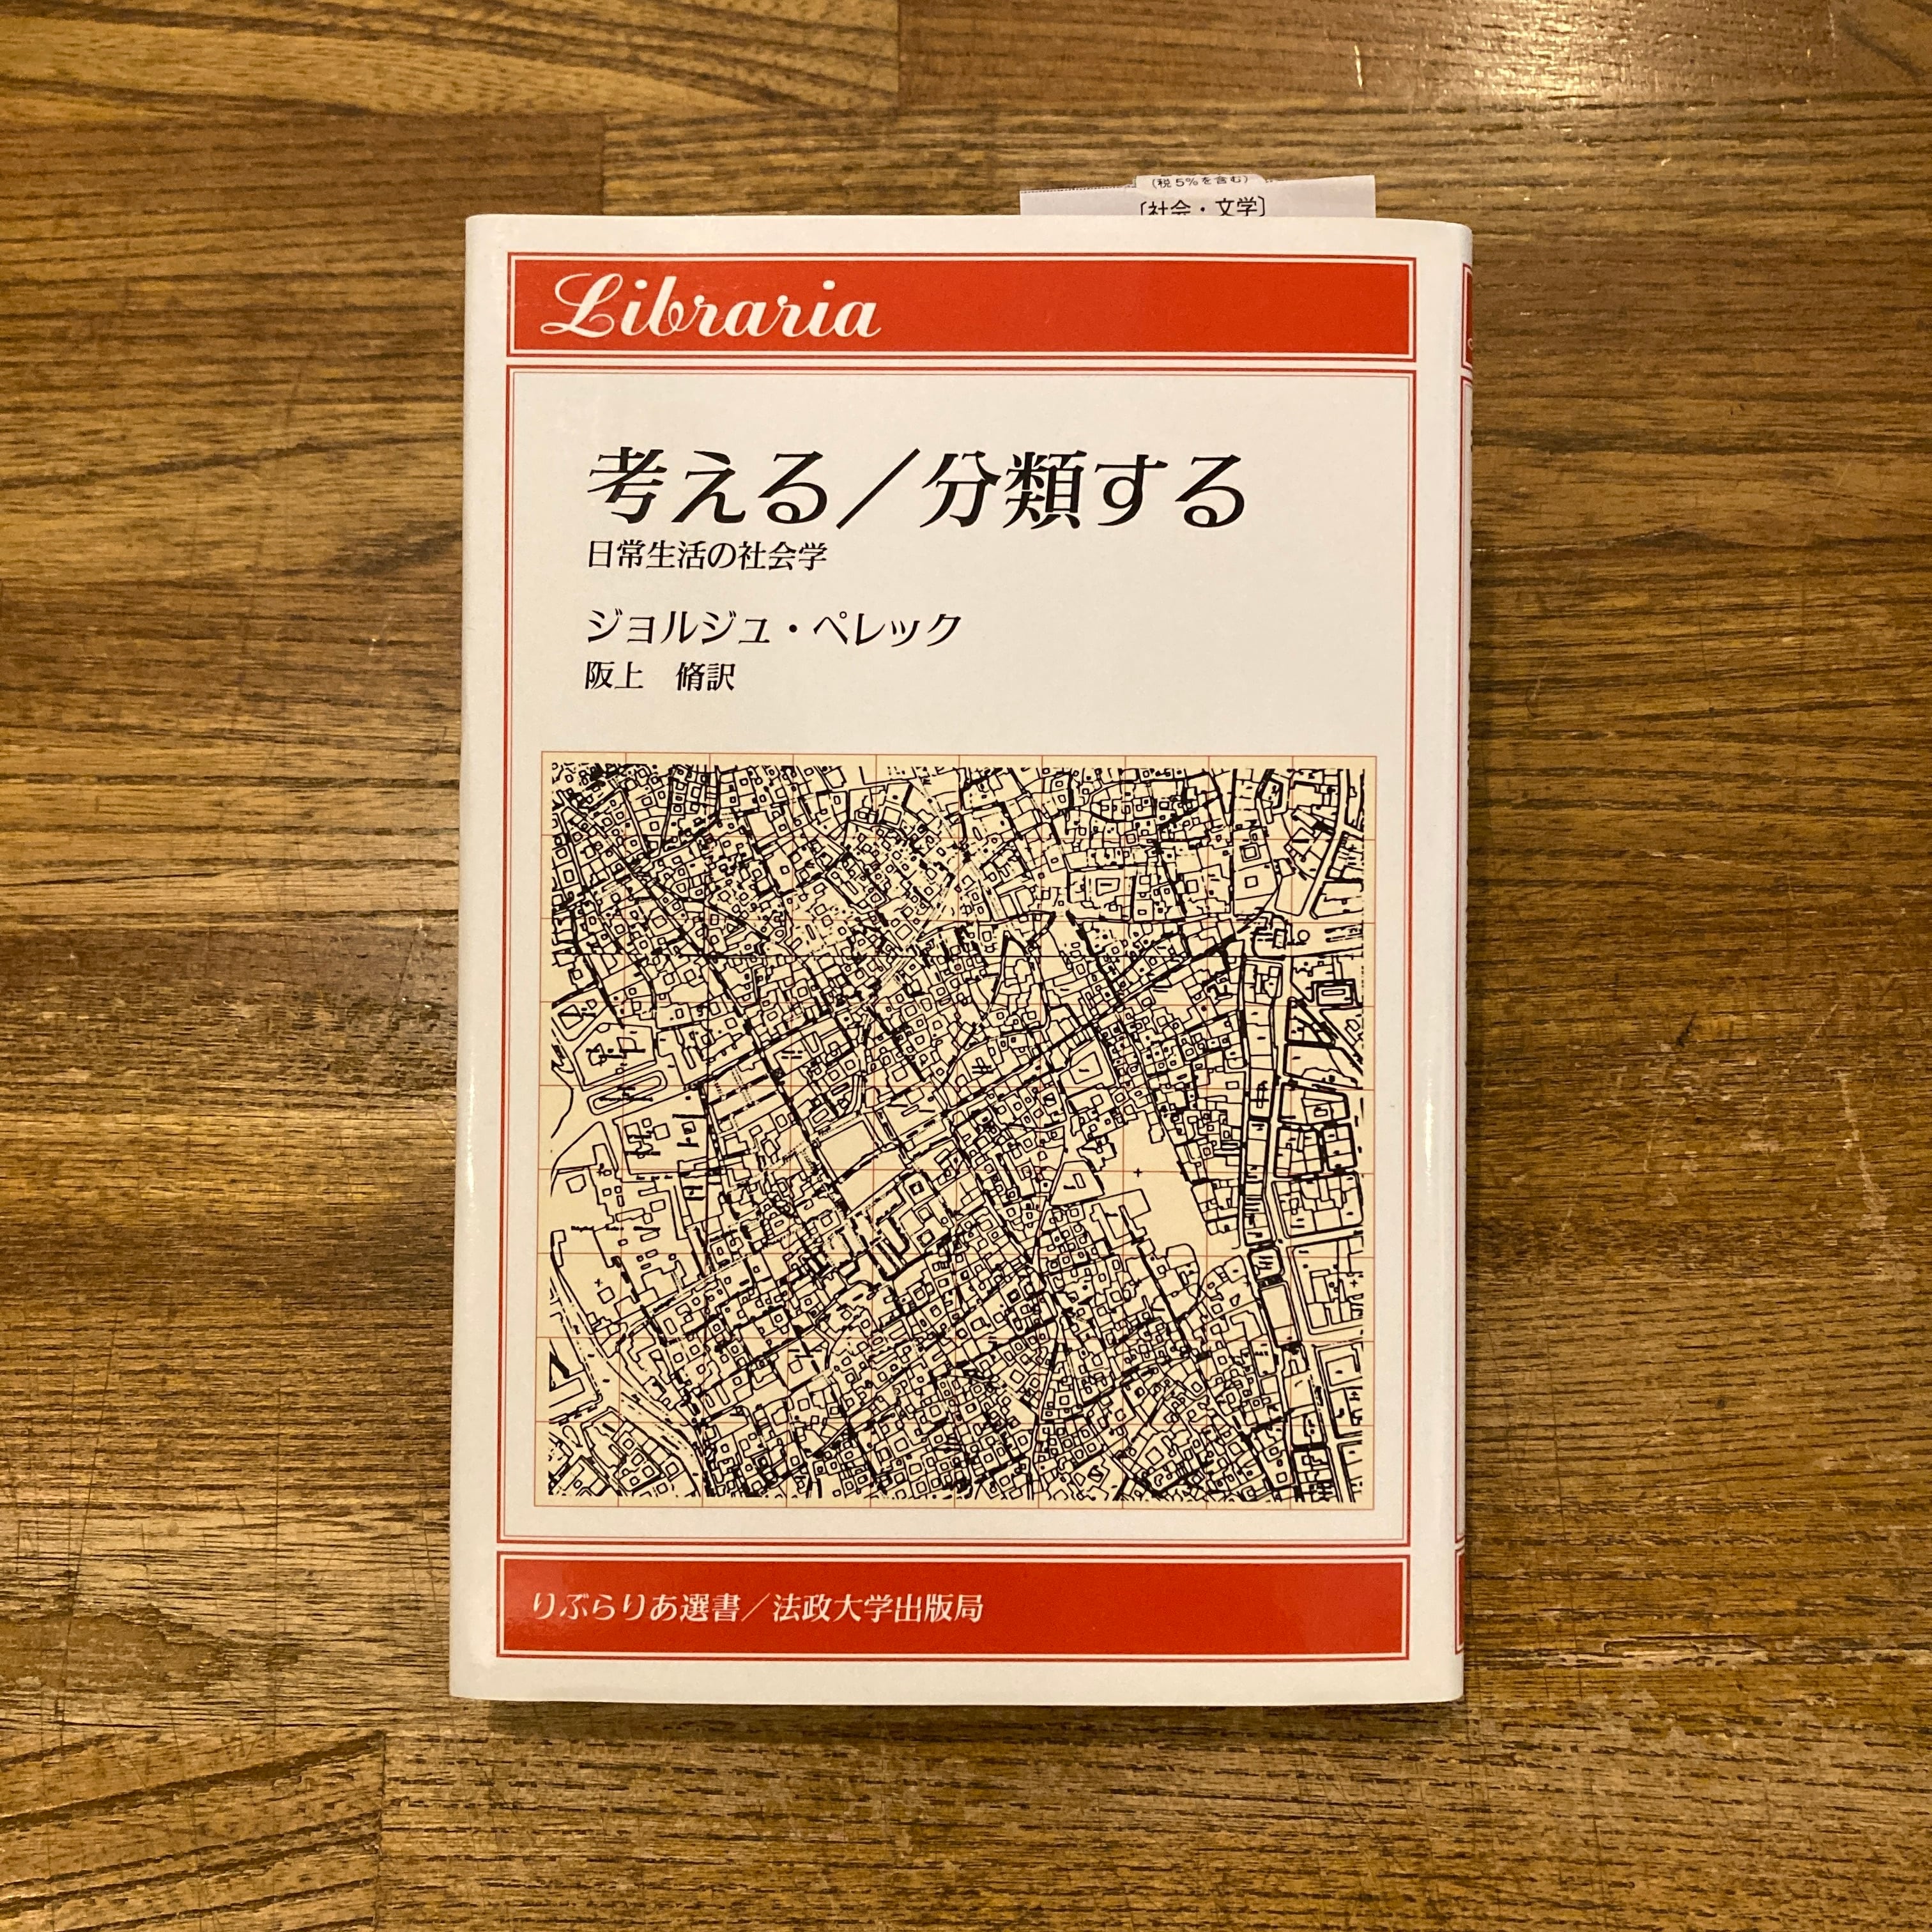 (税5%を含む)
〔社会・文学〕
Libraria
考える／分類する
日常生活の社会学
ジョルジュ・ペレック
阪上 脩訳
りぶらりあ選書／法政大学出版局